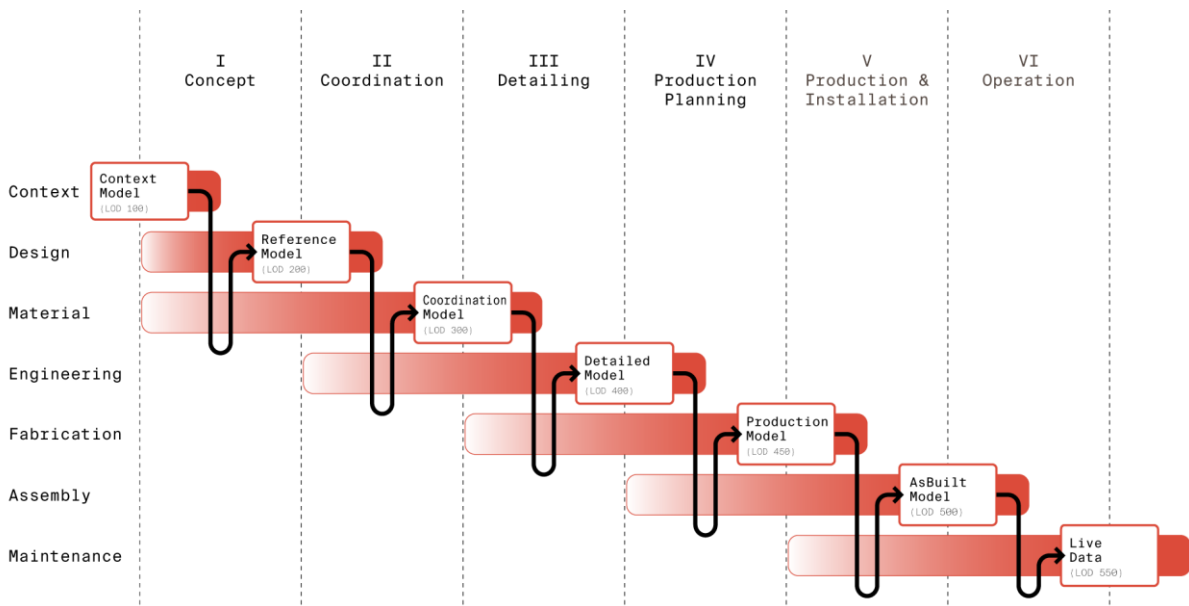 I
Concept
II
Coordination
III
Detailing
IV
Production
Planning
V
Production &
Installation
VI
Operation
Context
Context
Model
(LOD 100)
Design
Reference
Model
(LOD 200)
Material
Coordination
Model
(LOD 300)
Engineering
Detailed
Model
(LOD 400)
Fabrication
Production
Model
(LOD 450)
Assembly
AsBuilt
Model
(LOD 500)
Maintenance
Live
Data
(LOD 550)